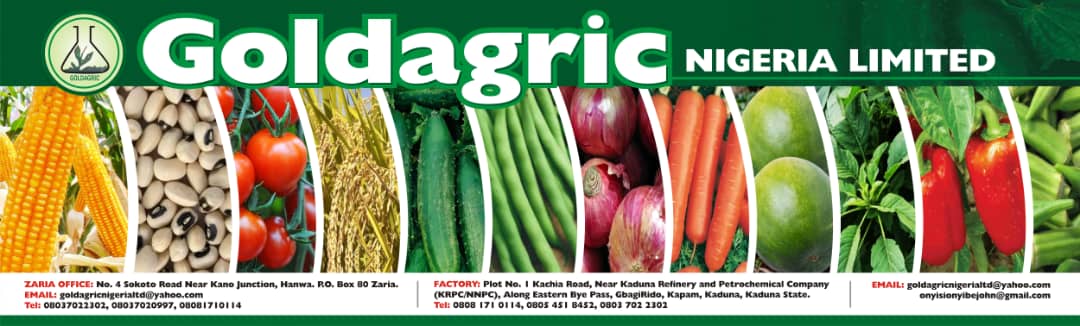 GOLDAGRIC
Goldagric
NIGERIA LIMITED
ZARIA OFFICE: No. 4 Sokoto Road Near Kano Junction, Hanwa. P.O. Box 80 Zaria.
EMAIL: goldagricnigerialtd@yahoo.com
Tel: 08037022302, 08037020997, 08081710114
FACTORY: Plot No. 1 Kachia Road, Near Kaduna Refinery and Petrochemical Company
(KRPC/NNPC), Along Eastern Bye Pass, GbagiRido, Kapam, Kaduna, Kaduna State.
Tel: 0808 171 0114, 0805 451 8452, 0803 702 2302
EMAIL: goldagricnigerialtd@yahoo.com
onyisionyibejohn@gmail.com